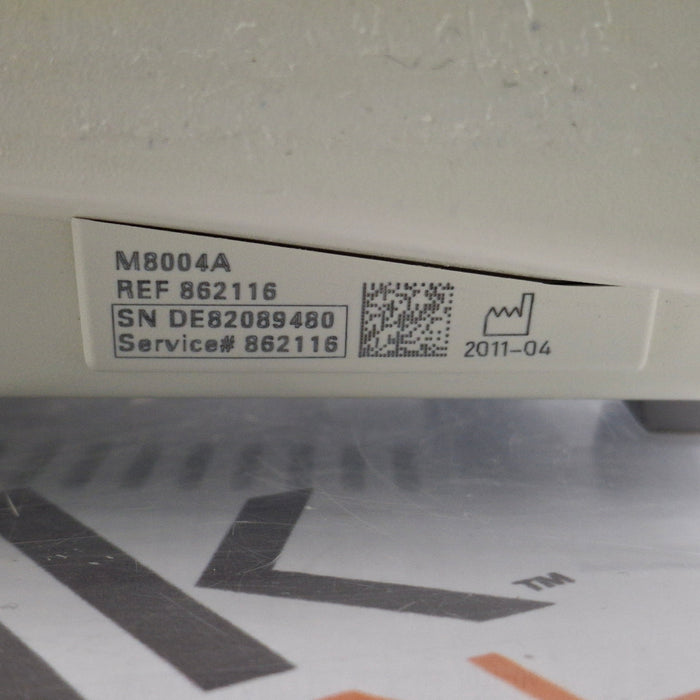 M8004A
REF 862116
SN DE82089480
Service# 862116
2011-04
K
TM